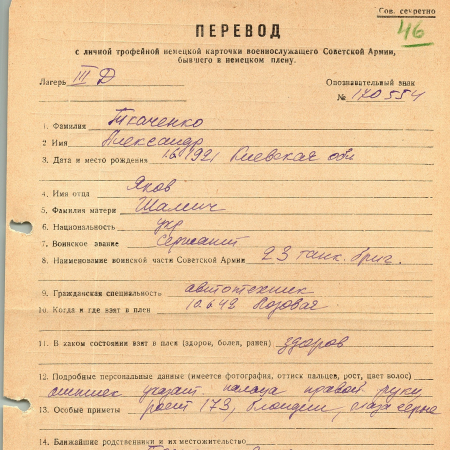 Сов. секретно
46
ПЕРЕВОД
с личной трофейной немецкой карточки военнослужащего Советской Армии,
бывшего в немецком плену.
Лагерь III D
Опознавательный знак
№ 170554
1. Фамилия Ткаченко
2 Имя Александр
3. Дата и место рождения 1921 Киевская обл
4. Имя отца Яков
5. Фамилия матери
6. Национальность укр
7. Воинское звание сержант
8. Наименование воинской части Советской Армии 23 танк. бриг.
9. Гражданская специальность автотехник
10. Когда и где взят в плен 10.6.42 Лозовая
11. В каком состоянии взят в плен (здоров, болен, ранен) здоров
12. Подробные персональные данные (имеется фотография, оттиск пальцев, рост, цвет волос)
оттиск указат. пальца правой руки
13. Особые приметы рост 173, блондин, глаза серые
14. Ближайшие родственники и их местожительство